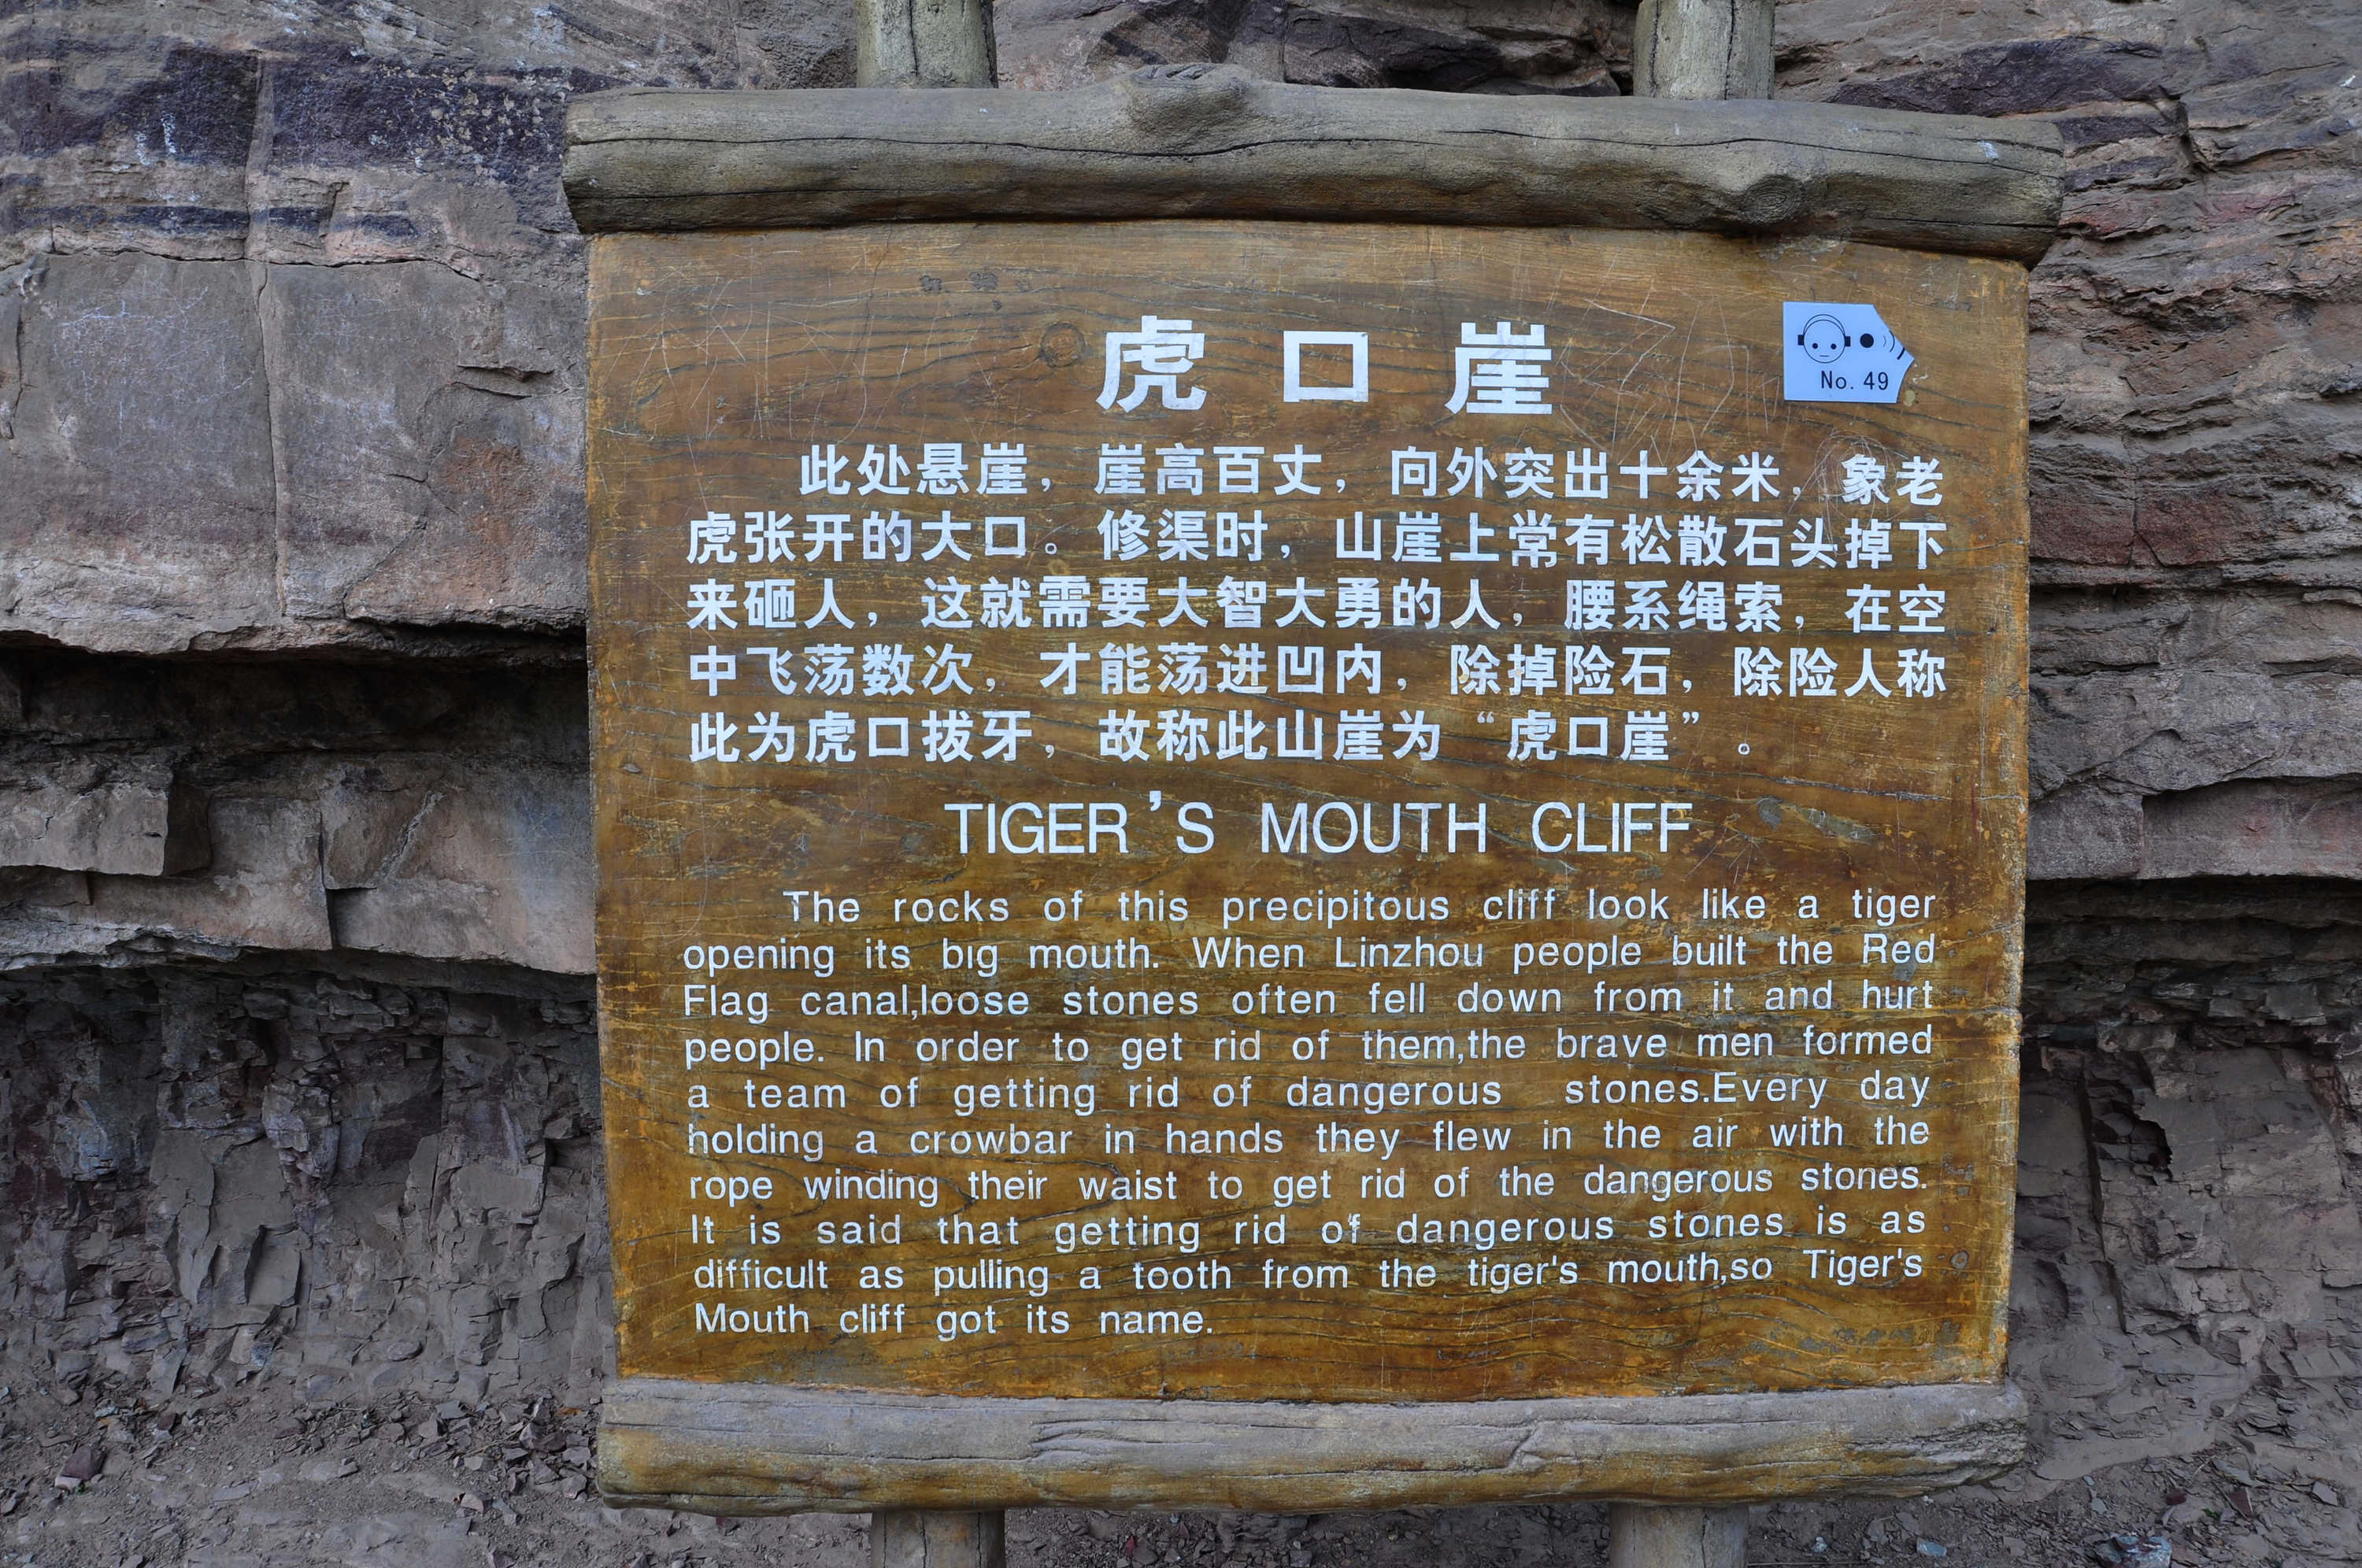 虎口崖
No. 49
此处悬崖，崖高百丈，向外突出十余米，象老
虎张开的大口。修渠时，山崖上常有松散石头掉下
来砸人，这就需要大智大勇的人，腰系绳索，在空
中飞荡数次，才能荡进凹内，除掉险石，除险人称
此为虎口拔牙，故称此山崖为“虎口崖”。
TIGER'S MOUTH CLIFF
The rocks of this precipitous cliff look like a tiger
opening its big mouth. When Linzhou people built the Red
Flag canal,loose stones often fell down from it and hurt
people. In order to get rid of them,the brave men formed
a team of getting rid of dangerous stones.Every day
holding a crowbar in hands they flew in the air with the
rope winding their waist to get rid of the dangerous stones.
It is said that getting rid of dangerous stones is as
difficult as pulling a tooth from the tiger's mouth,so Tiger's
Mouth cliff got its name.